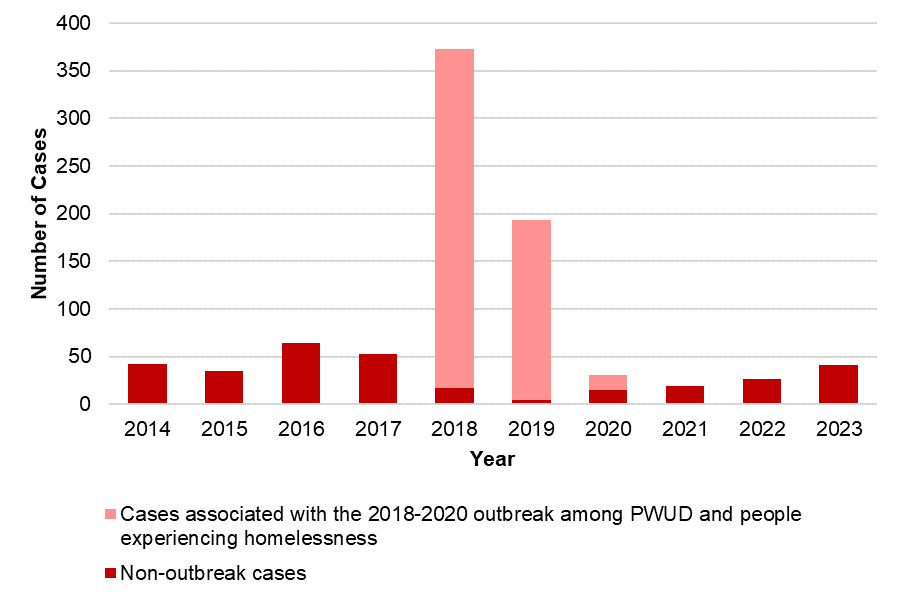 400
350
300
250
200
150
100
50
0
Number of Cases
2014 2015 2016 2017 2018 2019 2020 2021 2022 2023
Year
Cases associated with the 2018-2020 outbreak among PWUD and people
experiencing homelessness
Non-outbreak cases